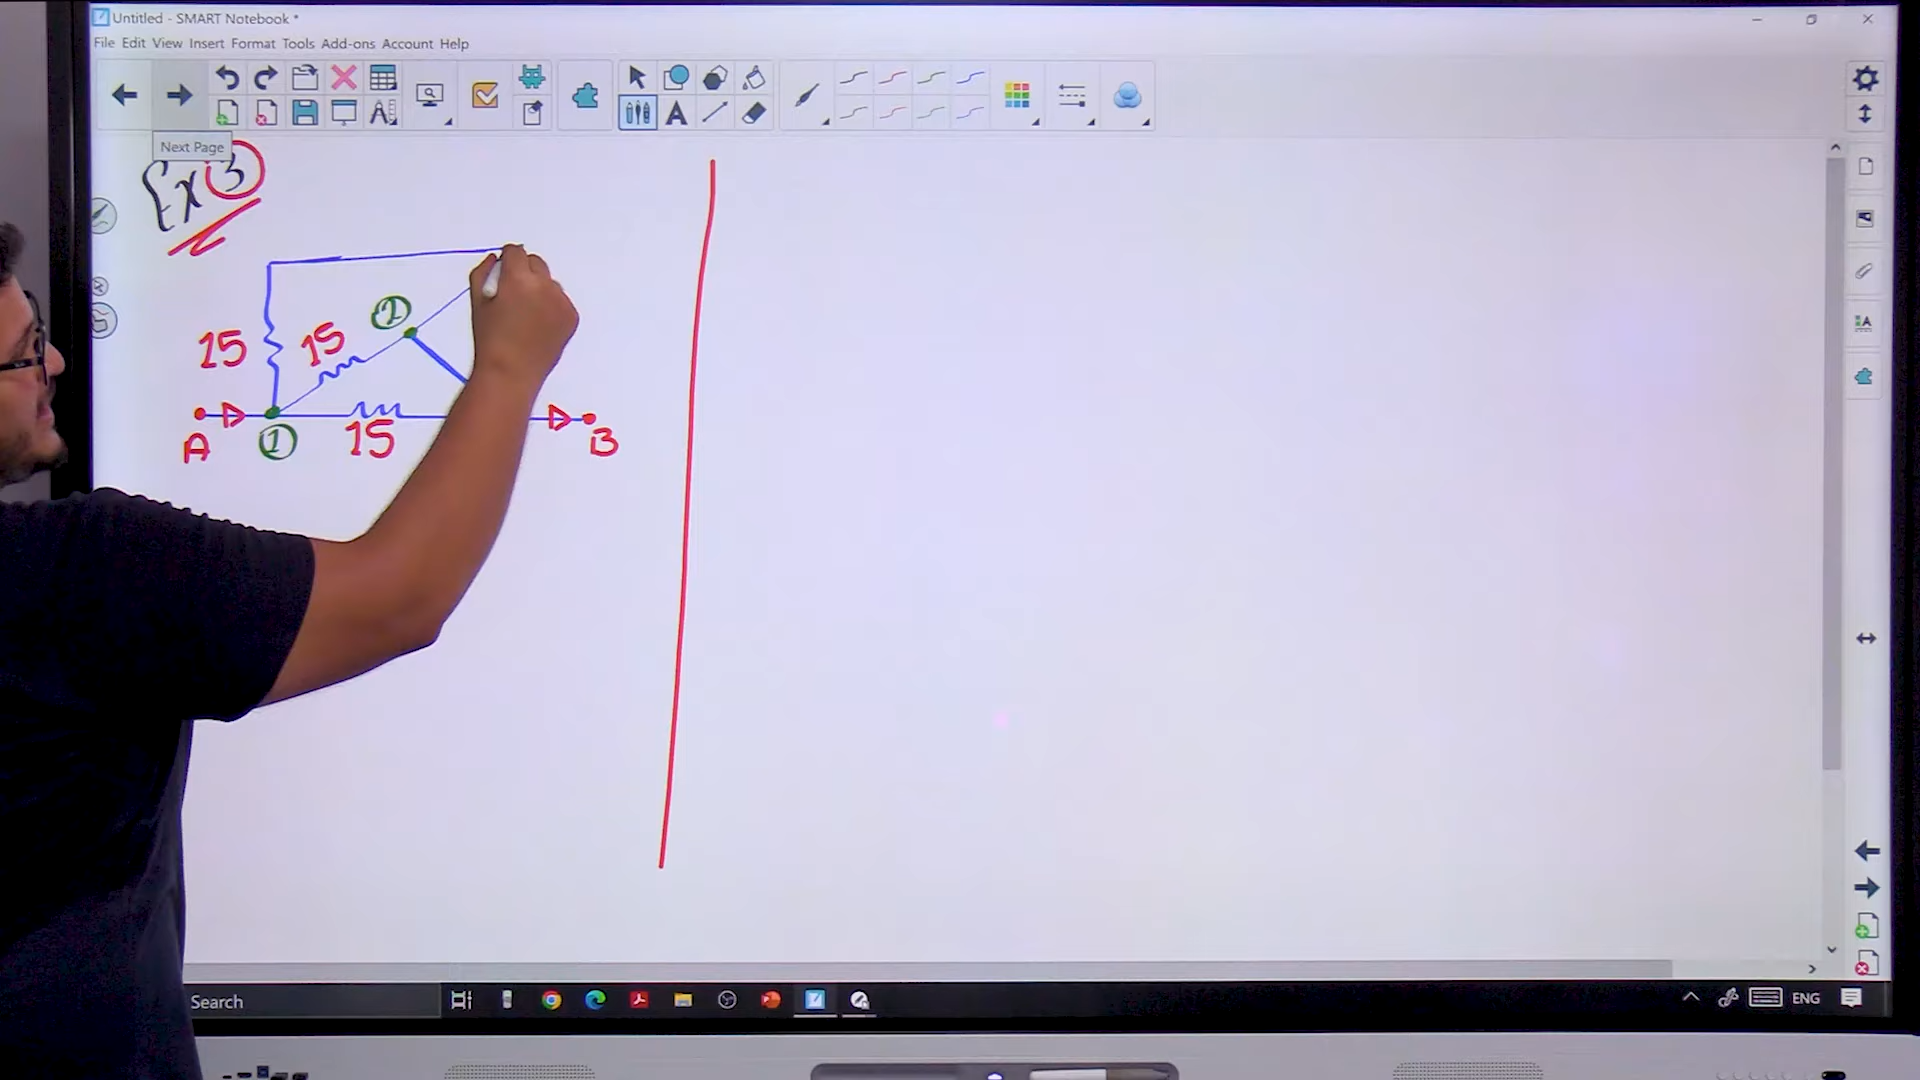 Untitled - SMART Notebook *
File Edit View Insert Format Tools Add-ons Account Help
Next Page
Ex 3
2
15
15
A
1
15
B
Search
ENG